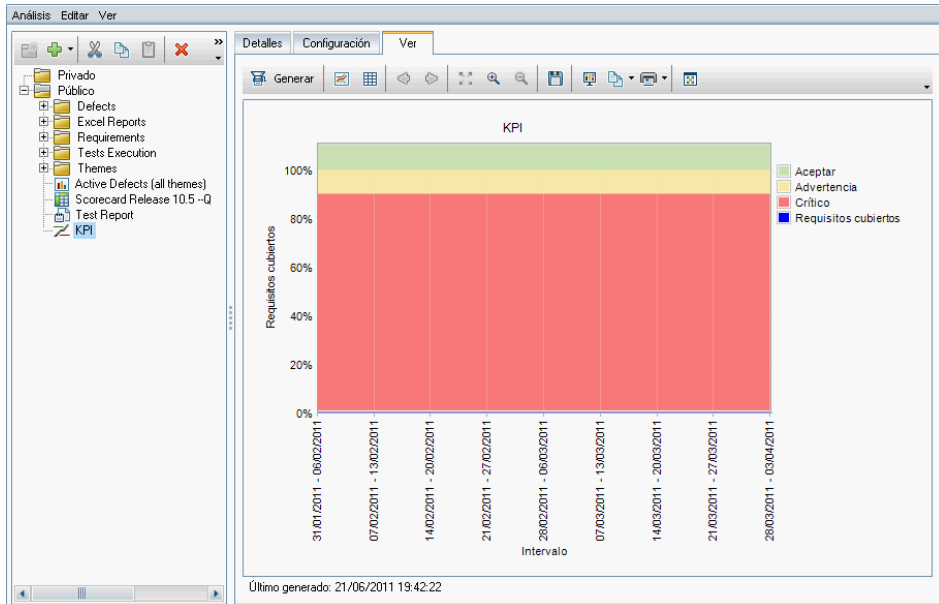 Análisis Editar Ver
»
Privado
Público
Defects
Excel Reports
Requirements
Tests Execution
Themes
Active Defects (all themes)
Scorecard Release 10.5 --Q
Test Report
KPI
Detalles Configuración Ver
Generar
KPI
100%
80%
60%
40%
20%
0%
Requisitos cubiertos
Aceptar
Advertencia
Crítico
Requisitos cubiertos
31/01/2011 - 06/02/2011
07/02/2011 - 13/02/2011
14/02/2011 - 20/02/2011
21/02/2011 - 27/02/2011
28/02/2011 - 06/03/2011
07/03/2011 - 13/03/2011
14/03/2011 - 20/03/2011
21/03/2011 - 27/03/2011
28/03/2011 - 03/04/2011
Intervalo
Último generado: 21/06/2011 19:42:22